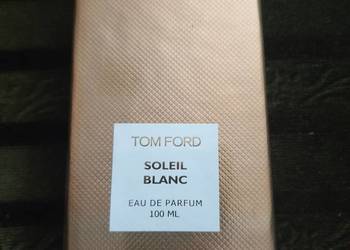 TOM FORD
SOLEIL
BLANC
EAU DE PARFUM
100 ML